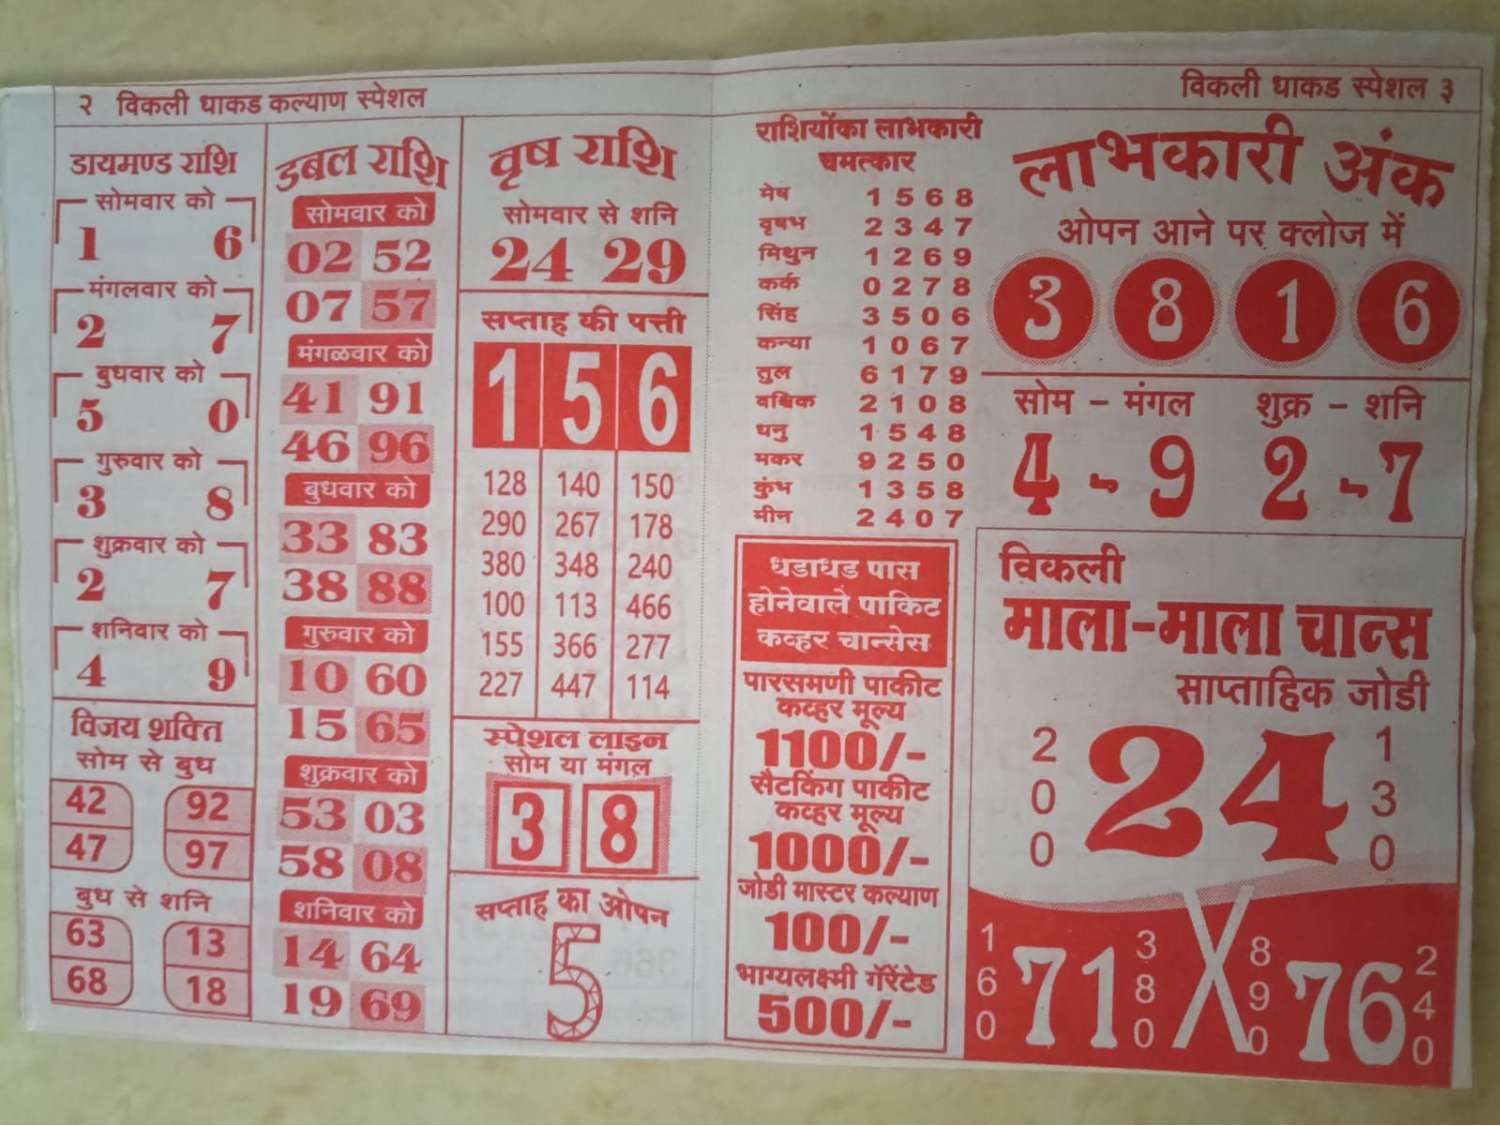 २ विकली धाकड कल्याण स्पेशल
डायमण्ड राशि
सोमवार को
1 6
मंगलवार को
2 7
बुधवार को
5 0
गुरुवार को
3 8
शुक्रवार को
2 7
शनिवार को
4 9
विजय शक्ति
सोम से बुध
42 92
47 97
बुध से शनि
63 13
68 18
डबल राशि
सोमवार को
02 52
07 57
मंगळवार को
41 91
46 96
बुधवार को
33 83
38 88
गुरुवार को
10 60
15 65
शुक्रवार को
53 03
58 08
शनिवार को
14 64
19 69
वृष राशि
सोमवार से शनि
24 29
सप्ताह की पत्ती
1 5 6
128 140 150
290 267 178
380 348 240
100 113 466
155 366 277
227 447 114
स्पेशल लाइन
सोम या मंगल
3 8
सप्ताह का ओपन
5
विकली धाकड स्पेशल ३
राशियोंका लाभकारी
चमत्कार
मेष 1 5 6 8
वृषभ 2 3 4 7
मिथुन 1 2 6 9
कर्क 0 2 7 8
सिंह 3 5 0 6
कन्या 1 0 6 7
तुल 6 1 7 9
वश्चिक 2 1 0 8
धनु 1 5 4 8
मकर 9 2 5 0
कुंभ 1 3 5 8
मीन 2 4 0 7
धडाधड पास
होनेवाले पाकिट
कव्हर चान्सेस
पारसमणी पाकीट
कव्हर मूल्य
1100/-
सैटकिंग पाकीट
कव्हर मूल्य
1000/-
जोडी मास्टर कल्याण
100/-
भाग्यलक्ष्मी गॅरेंटेड
500/-
लाभकारी अंक
ओपन आने पर क्लोज में
3 8 1 6
सोम - मंगल शुक्र - शनि
4 - 9 2 - 7
विकली
माला-माला चान्स
साप्ताहिक जोडी
200 24 130
160 71 380 890 76 240